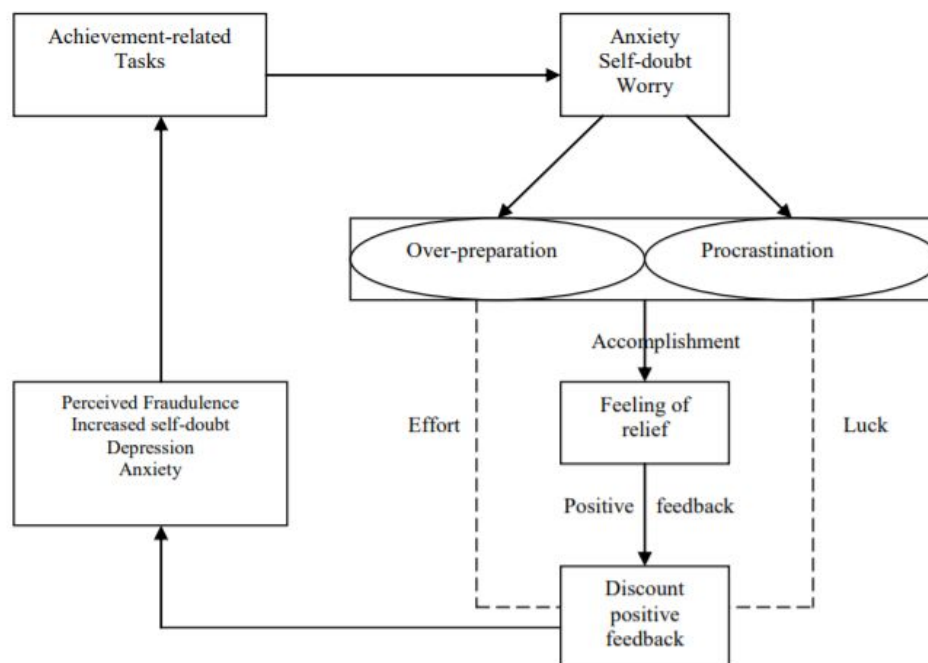 Achievement-related
Tasks
Anxiety
Self-doubt
Worry
Over-preparation
Procrastination
Accomplishment
Perceived Fraudulence
Increased self-doubt
Depression
Anxiety
Effort
Feeling of
relief
Luck
Positive feedback
Discount
positive
feedback